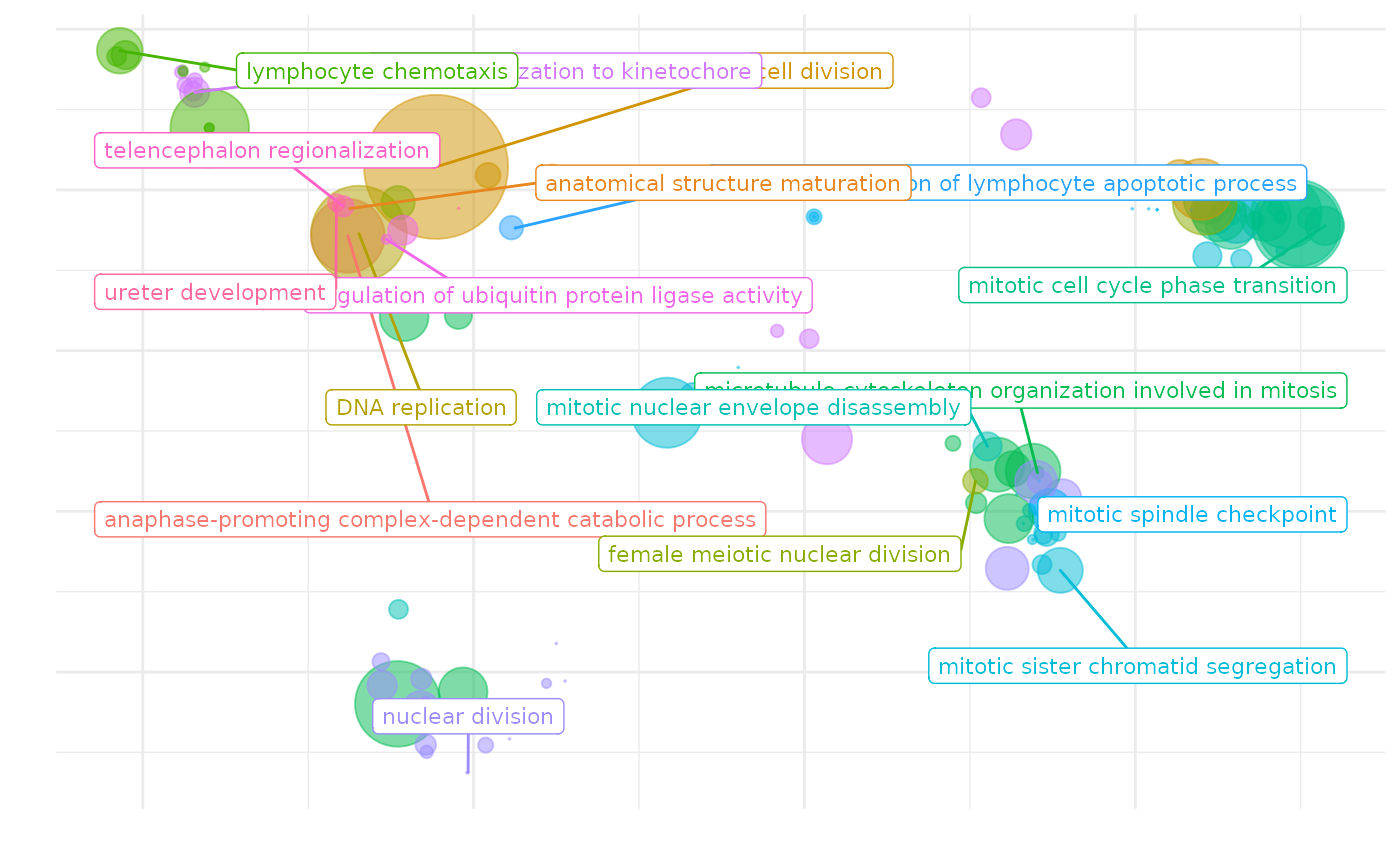 lymphocyte chemotaxis
to kinetochore
cell division
telencephalon regionalization
anatomical structure maturation
of lymphocyte apoptotic process
mitotic cell cycle phase transition
ureter development
of ubiquitin protein ligase activity
microtubule cytoskeleton organization involved in mitosis
DNA replication
mitotic nuclear envelope disassembly
anaphase-promoting complex-dependent catabolic process
mitotic spindle checkpoint
female meiotic nuclear division
mitotic sister chromatid segregation
nuclear division